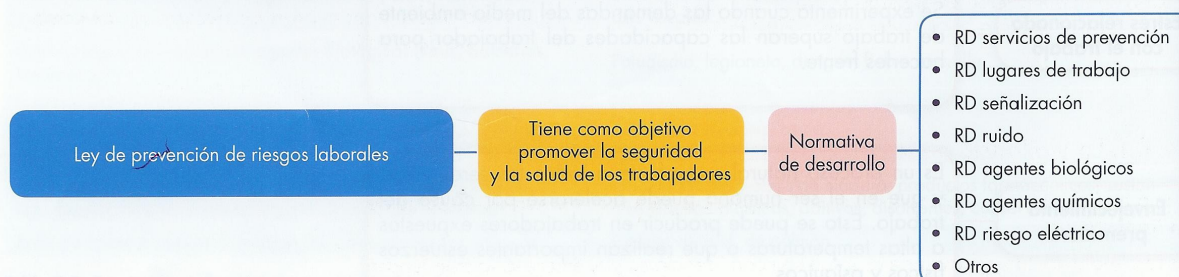 Ley de prevención de riesgos laborales
Tiene como objetivo
promover la seguridad
y la salud de los trabajadores
Normativa
de desarrollo
• RD servicios de prevención
• RD lugares de trabajo
• RD señalización
• RD ruido
• RD agentes biológicos
• RD agentes químicos
• RD riesgo eléctrico
• Otros